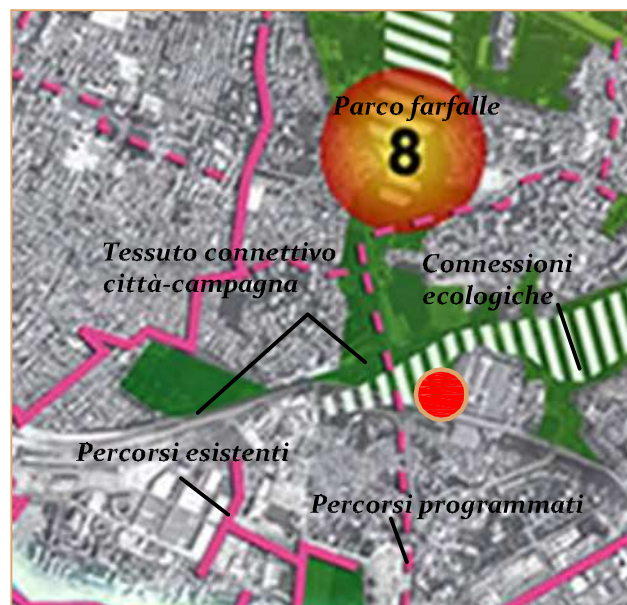 Parco farfalle
8
Tessuto connettivo
città-campagna
Connessioni
ecologiche
Percorsi esistenti
Percorsi programmati